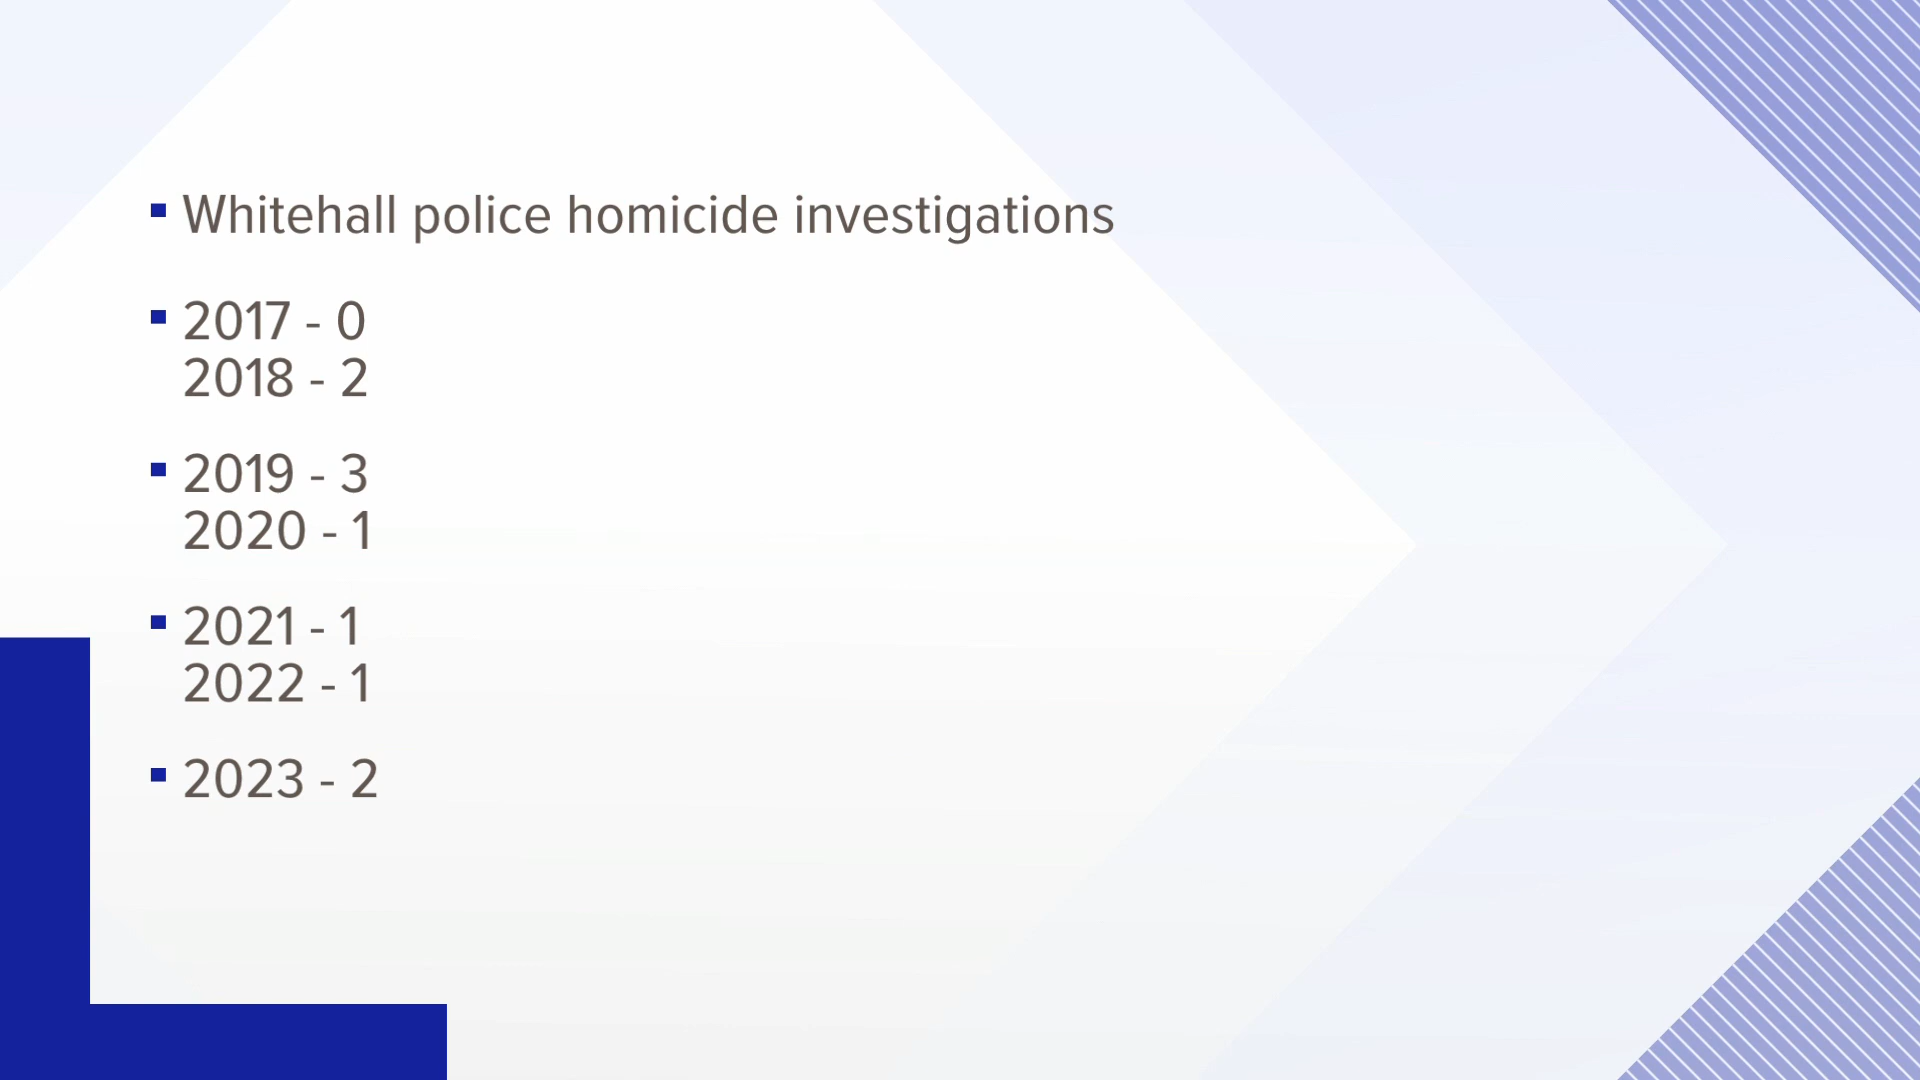 Whitehall police homicide investigations
2017 - 0
2018 - 2
2019 - 3
2020 - 1
2021 - 1
2022 - 1
2023 - 2